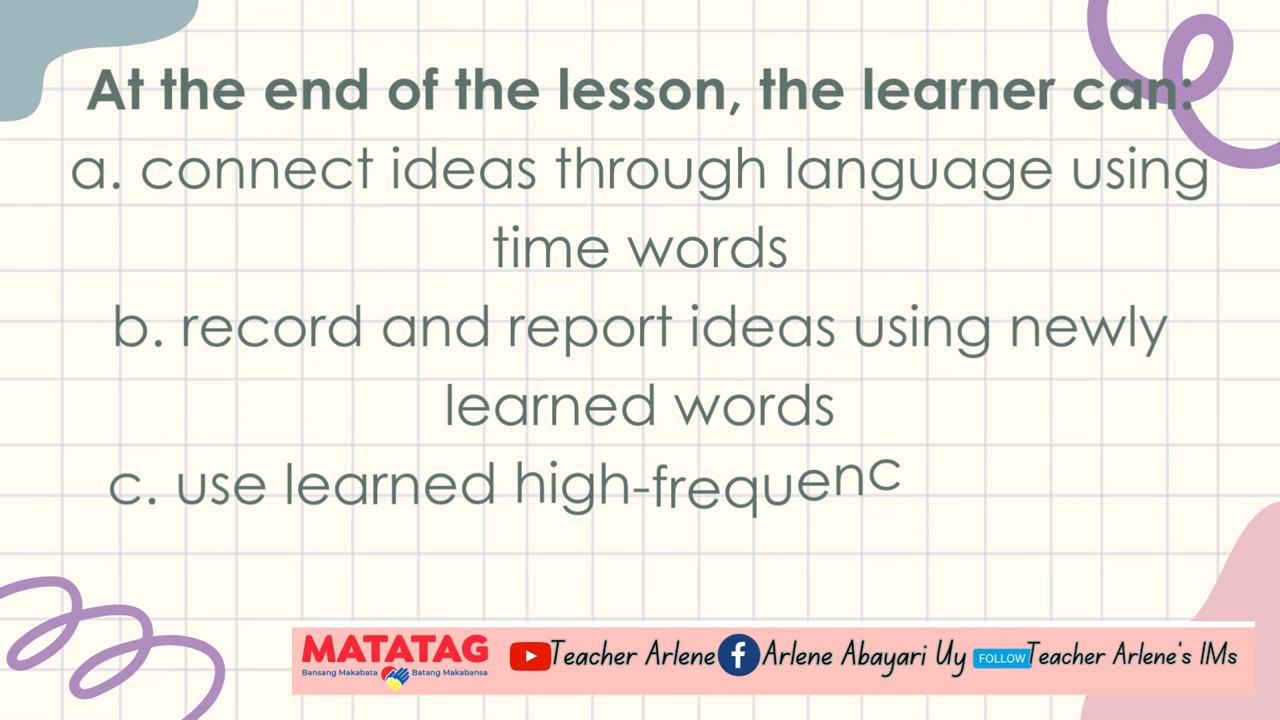 At the end of the lesson, the learner can:
a. connect ideas through language using
time words
b. record and report ideas using newly
learned words
c. use learned high-frequenc
MATATAG
Bansang Makabata Batang Makabansa
Teacher Arlene
Arlene Abayari Uy
FOLLOW
Teacher Arlene's IMs